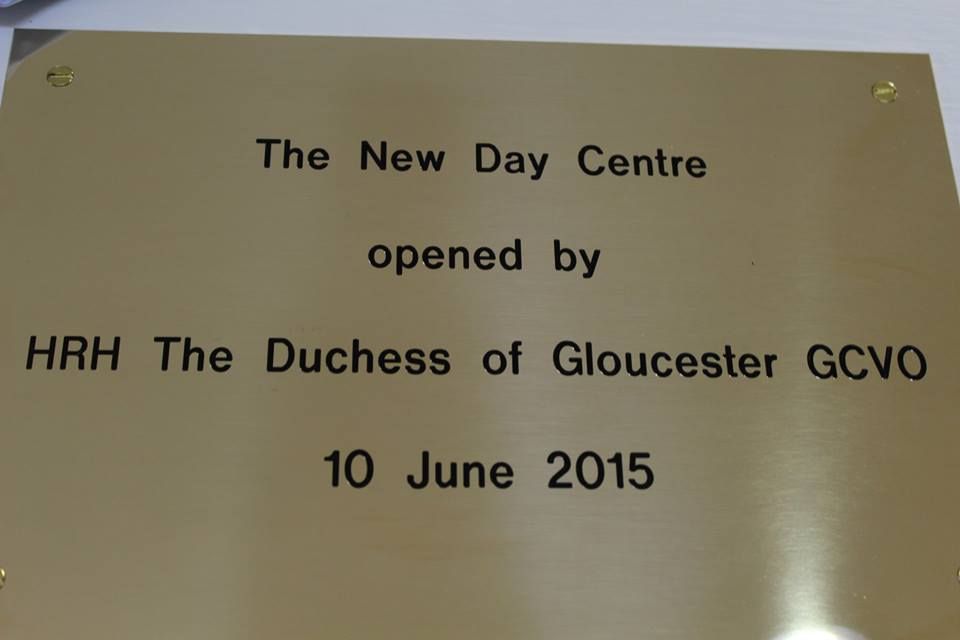 The New Day Centre
opened by
HRH The Duchess of Gloucester GCVO
10 June 2015